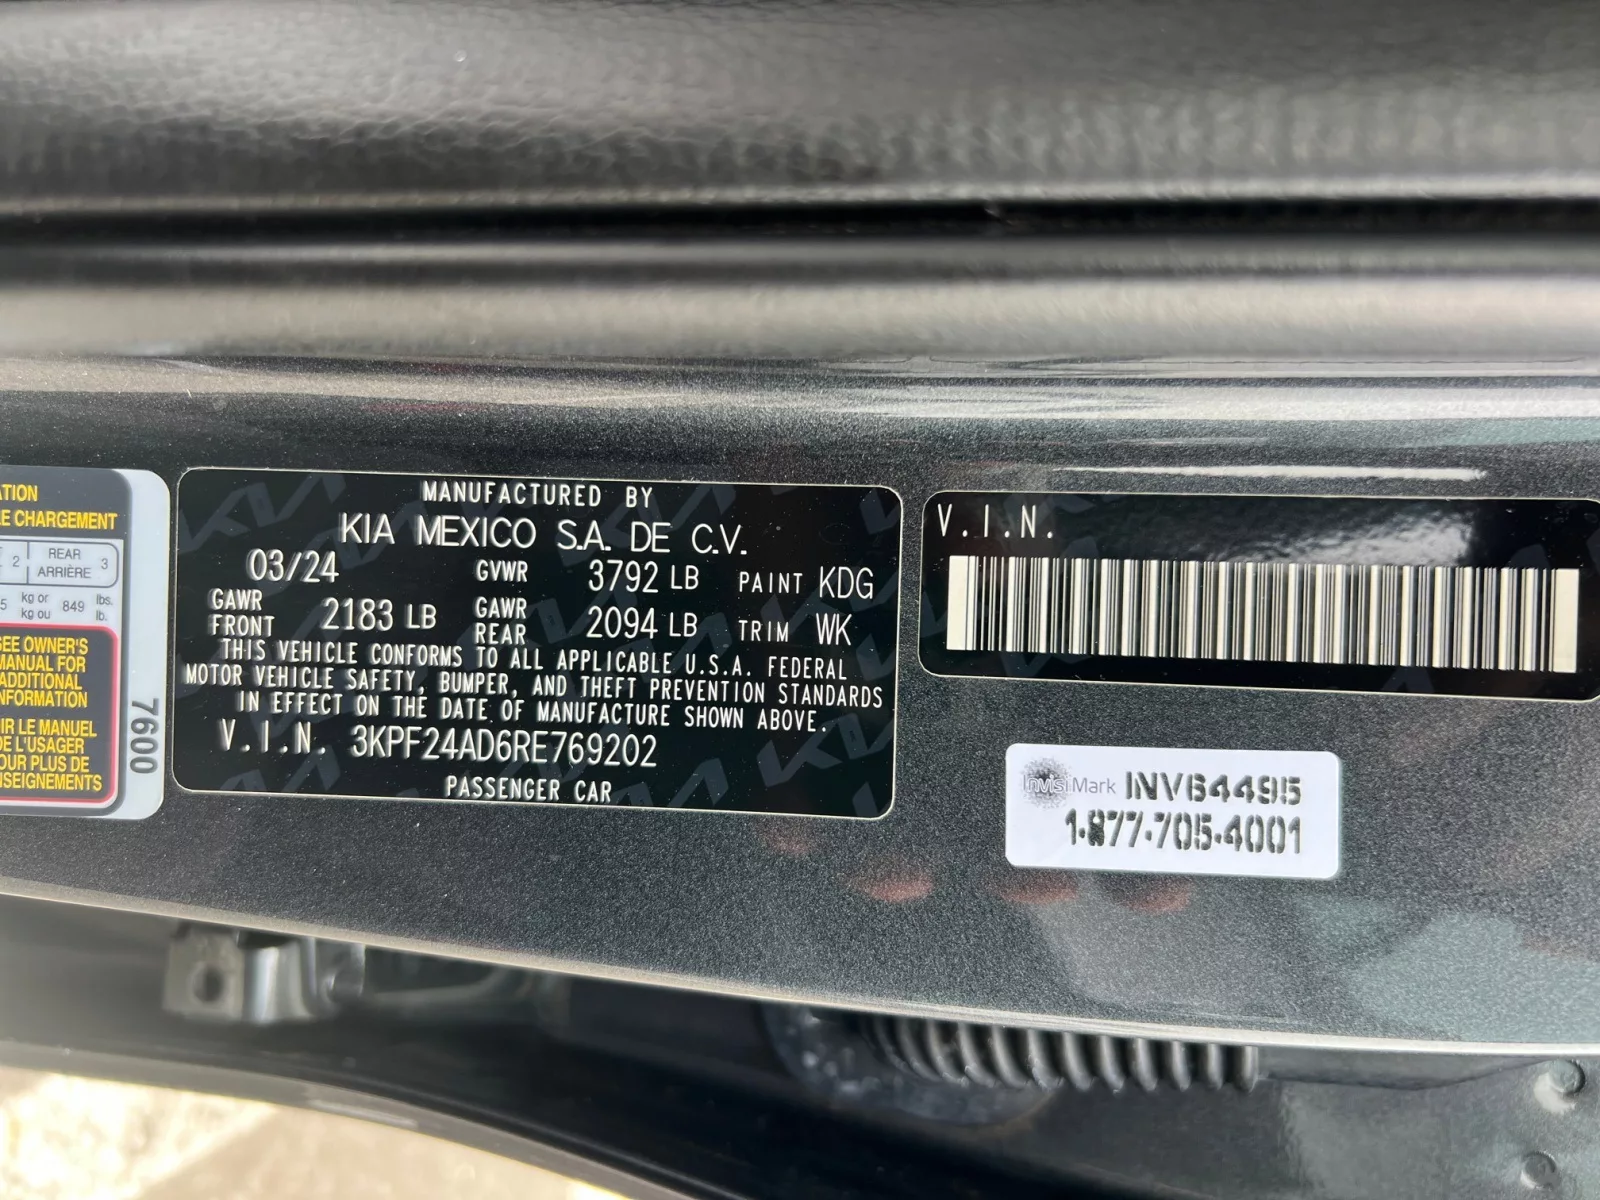 ATION
E CHARGEMENT
2 REAR ARRIÈRE 3
5 kg or kg ou 849 lbs. lb.
SEE OWNER'S
MANUAL FOR
ADDITIONAL
INFORMATION
IR LE MANUEL
DE L'USAGER
OUR PLUS DE
NSEIGNEMENTS
7600
MANUFACTURED BY
KIA MEXICO S.A. DE C.V.
03/24 GVWR 3792 LB PAINT KDG
GAWR FRONT 2183 LB GAWR REAR 2094 LB TRIM WK
THIS VEHICLE CONFORMS TO ALL APPLICABLE U.S.A. FEDERAL
MOTOR VEHICLE SAFETY, BUMPER, AND THEFT PREVENTION STANDARDS
IN EFFECT ON THE DATE OF MANUFACTURE SHOWN ABOVE.
V.I.N. 3KPF24AD6RE769202
PASSENGER CAR
V.I.N.
InvisiMark INV64495
1-877-705-4001